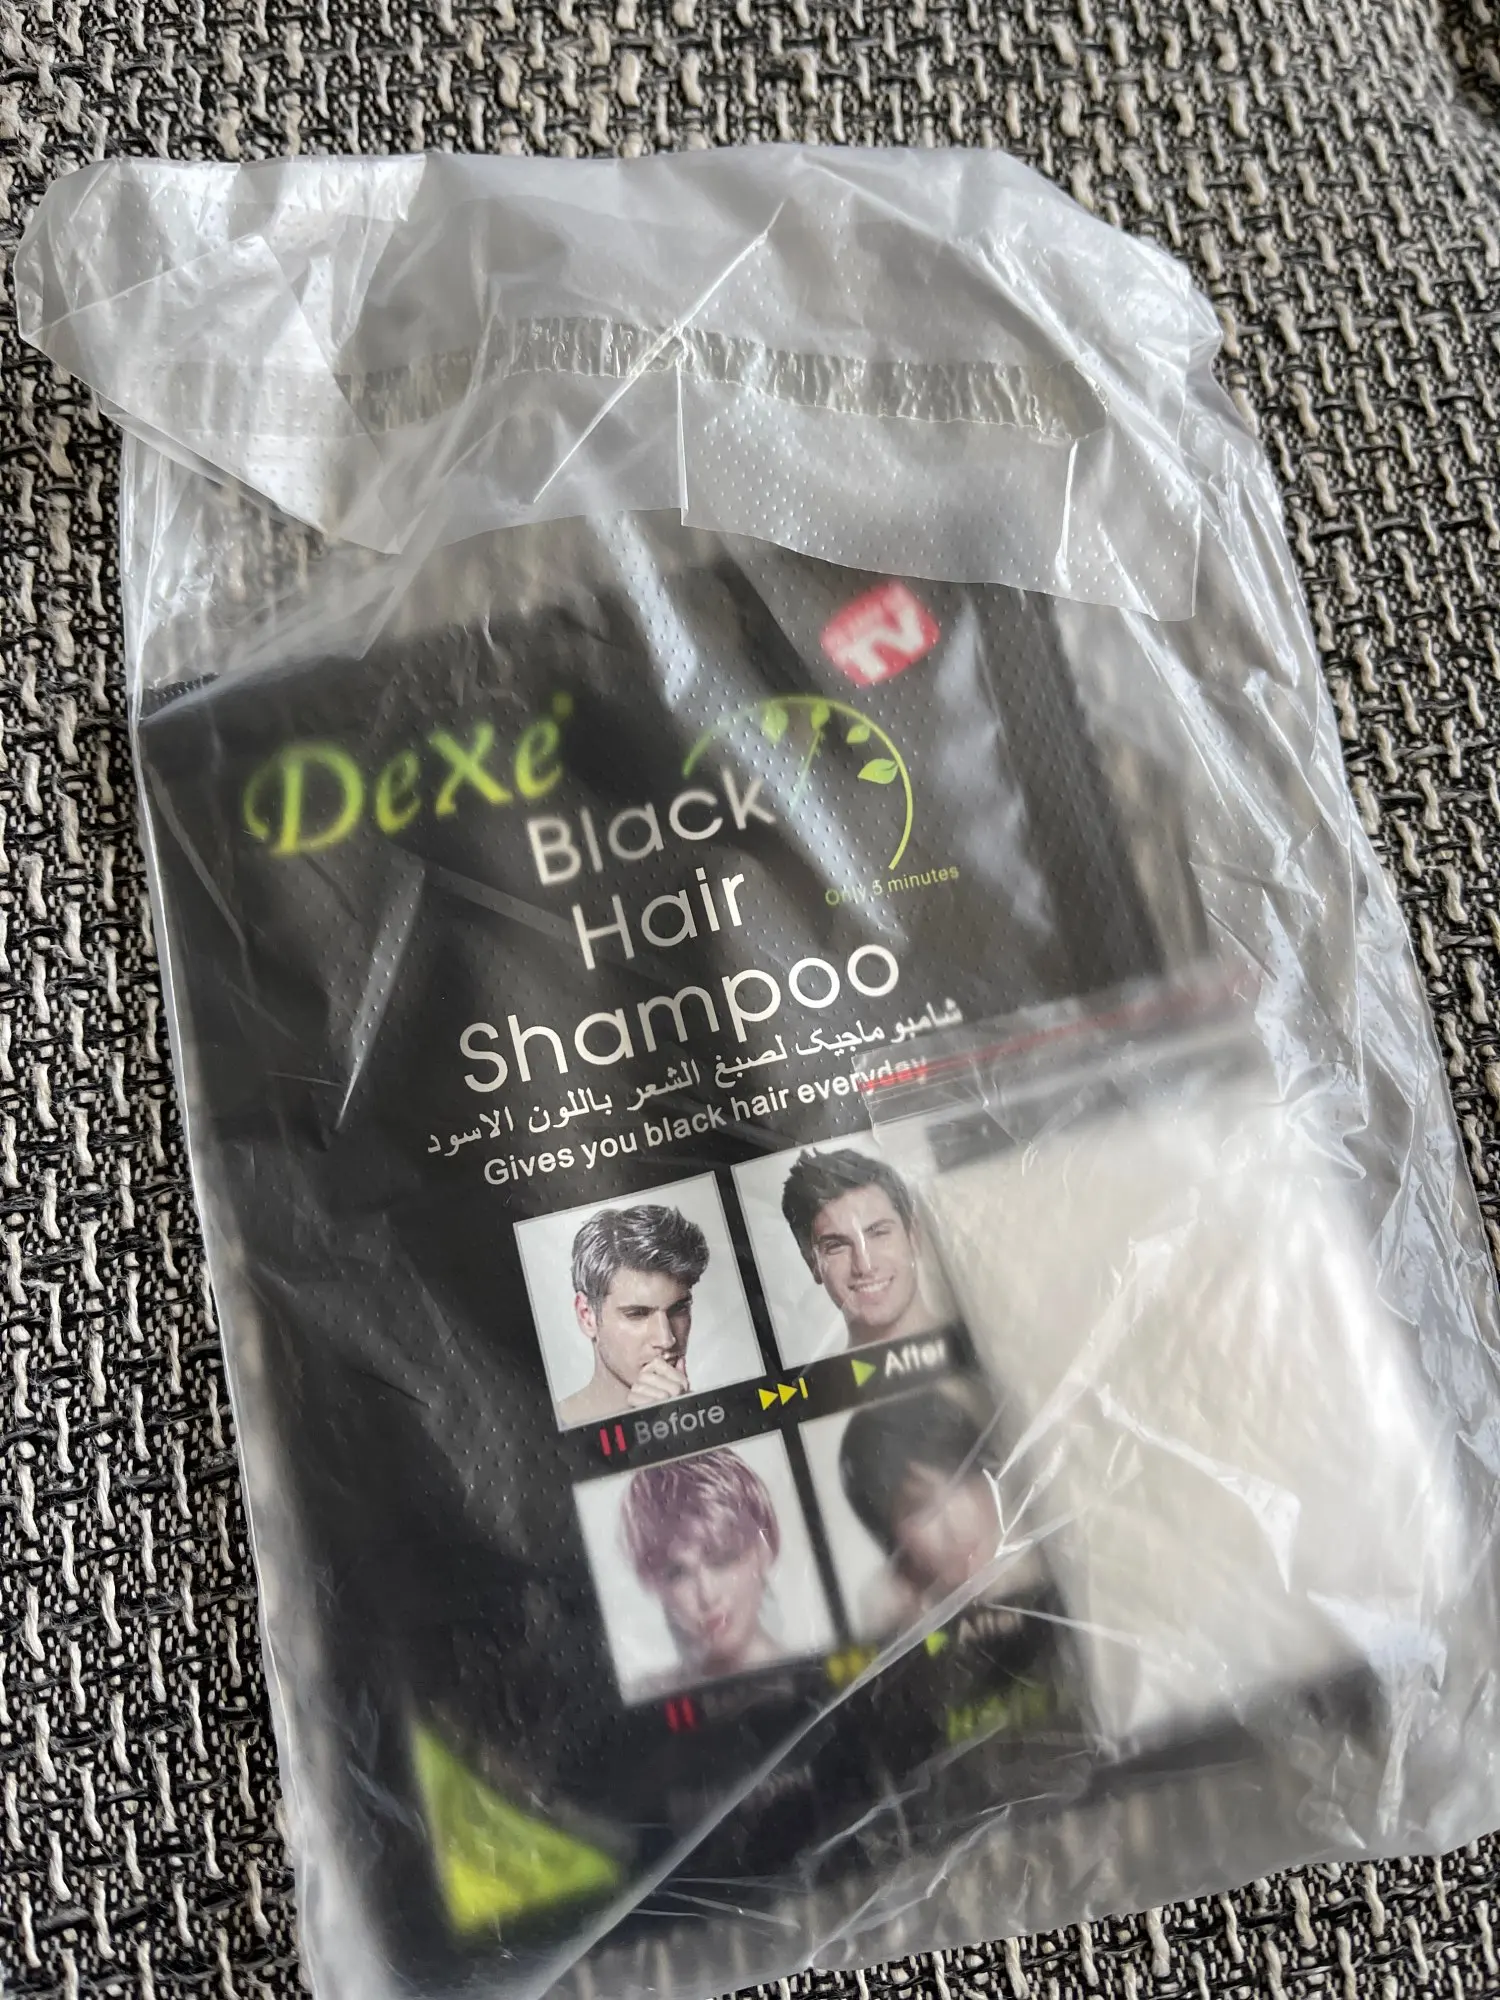 TV
DeXe
Black
Hair
Only 5 minutes
Shampoo
شامبو ماجيك لصبغ الشعر باللون الاسود
Gives you black hair everyday
Before
After
After